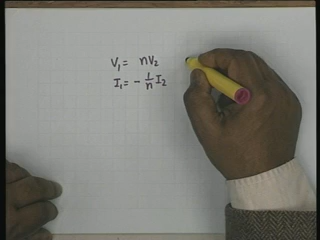 V₁ = nV₂
I₁ = - 1/n I₂